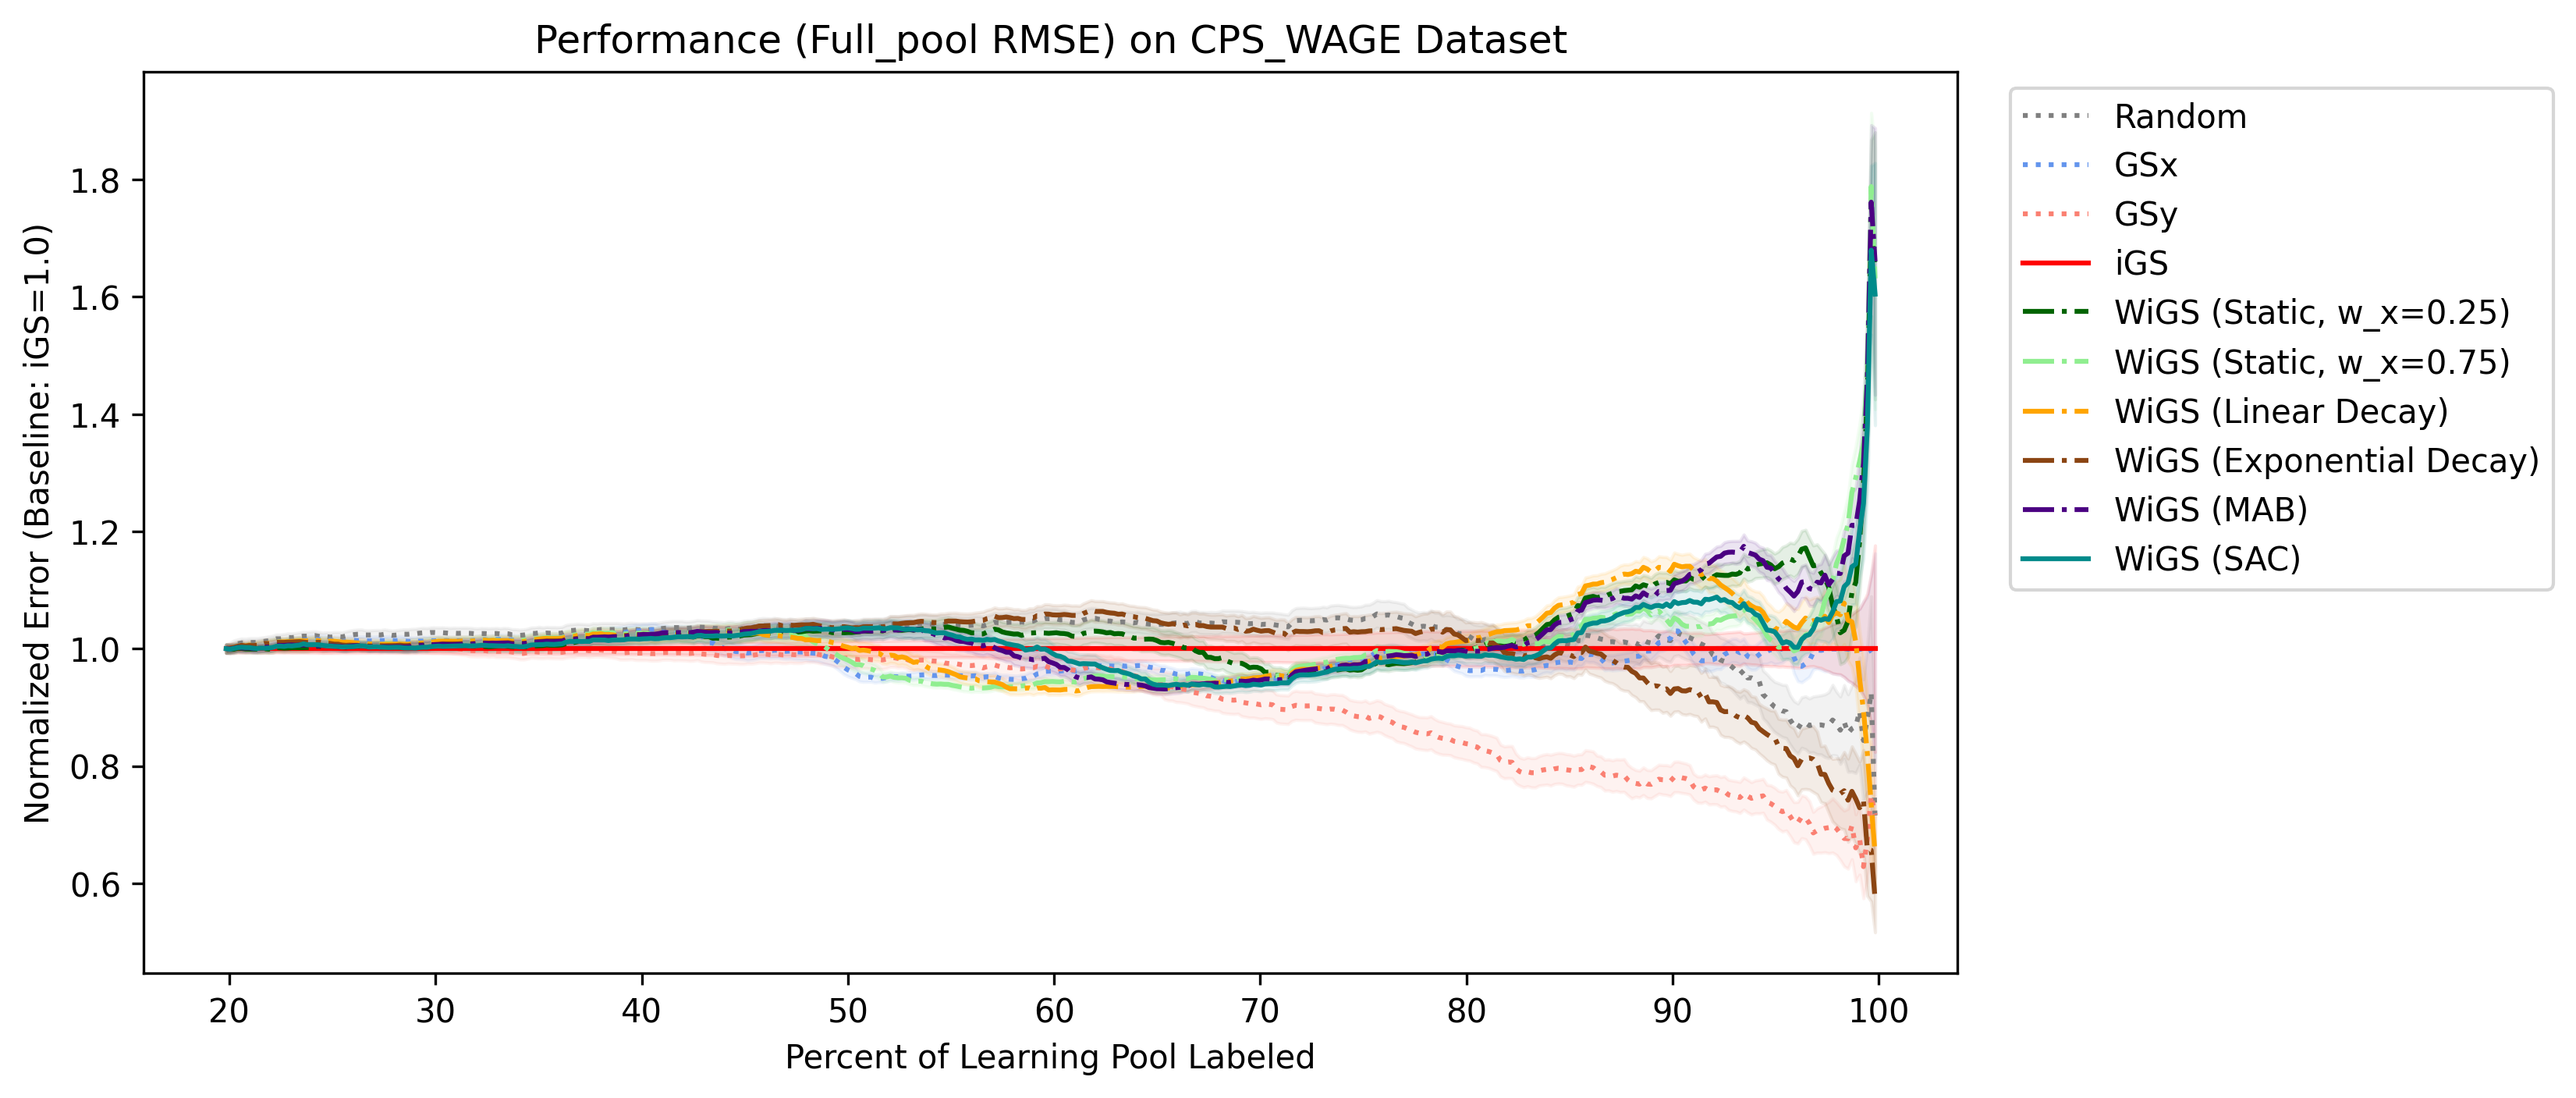 Performance (Full_pool RMSE) on CPS_WAGE Dataset
Normalized Error (Baseline: iGS=1.0)
1.8
1.6
1.4
1.2
1.0
0.8
0.6
20 30 40 50 60 70 80 90 100
Percent of Learning Pool Labeled
Random
GSx
GSy
iGS
WiGS (Static, w_x=0.25)
WiGS (Static, w_x=0.75)
WiGS (Linear Decay)
WiGS (Exponential Decay)
WiGS (MAB)
WiGS (SAC)